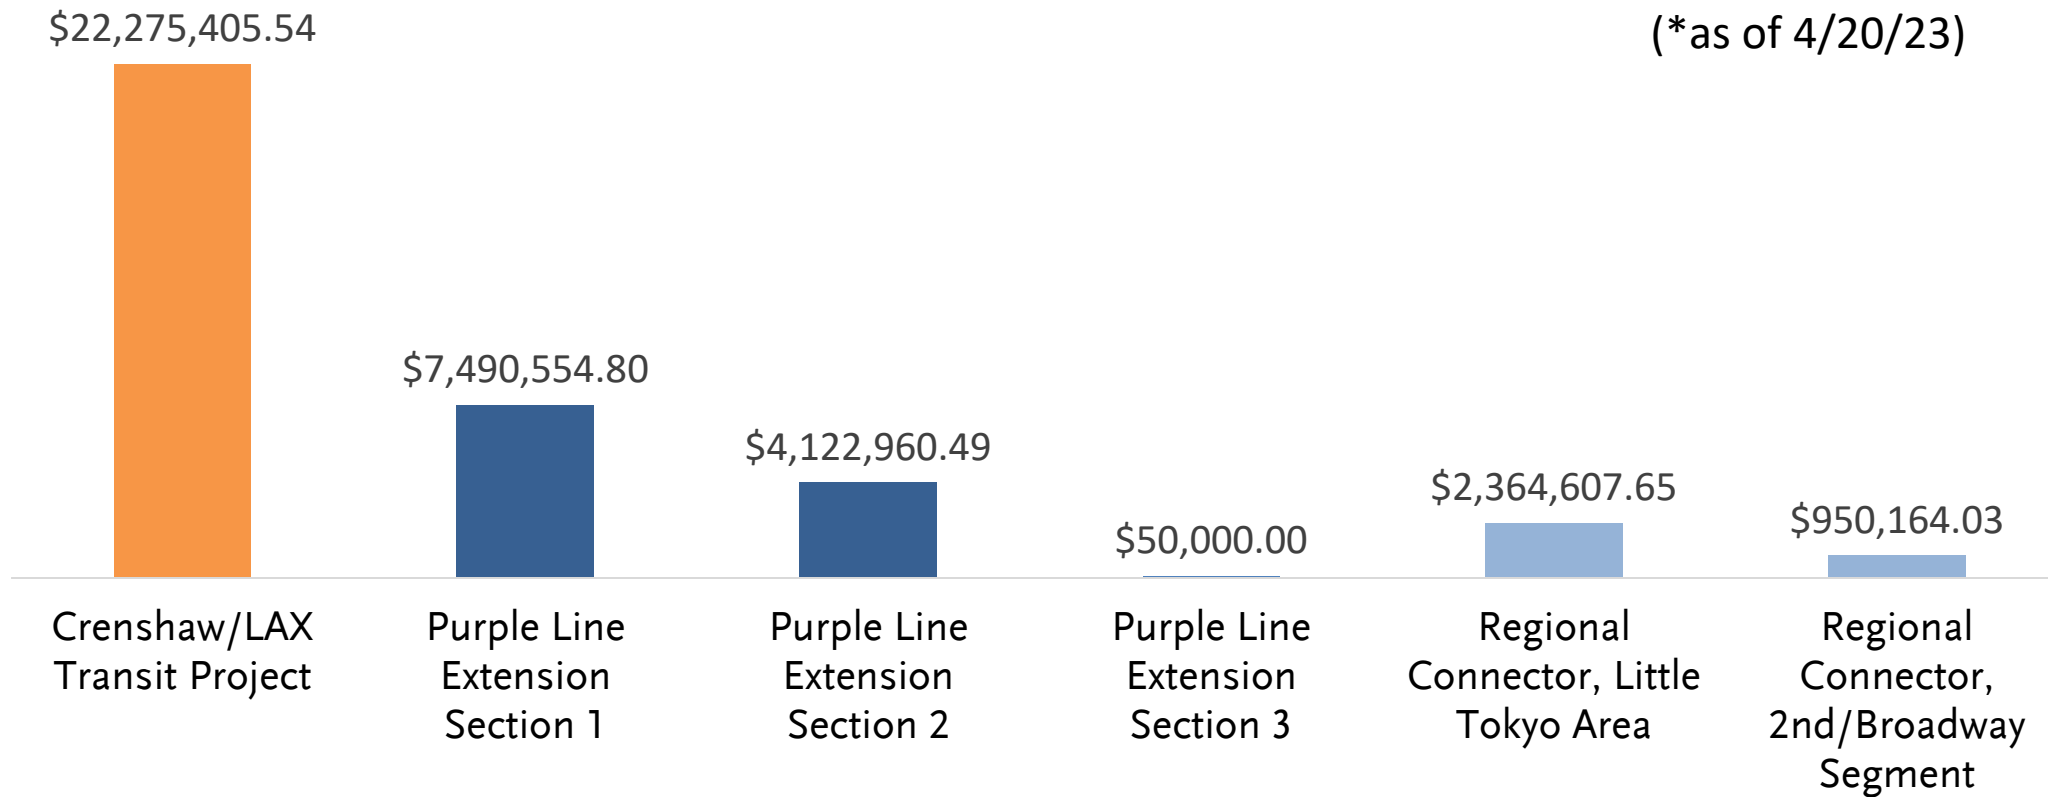 $22,275,405.54
(*as of 4/20/23)
$7,490,554.80
$4,122,960.49
$50,000.00
$2,364,607.65
$950,164.03
Crenshaw/LAX
Transit Project
Purple Line
Extension
Section 1
Purple Line
Extension
Section 2
Purple Line
Extension
Section 3
Regional
Connector, Little
Tokyo Area
Regional
Connector,
2nd/Broadway
Segment